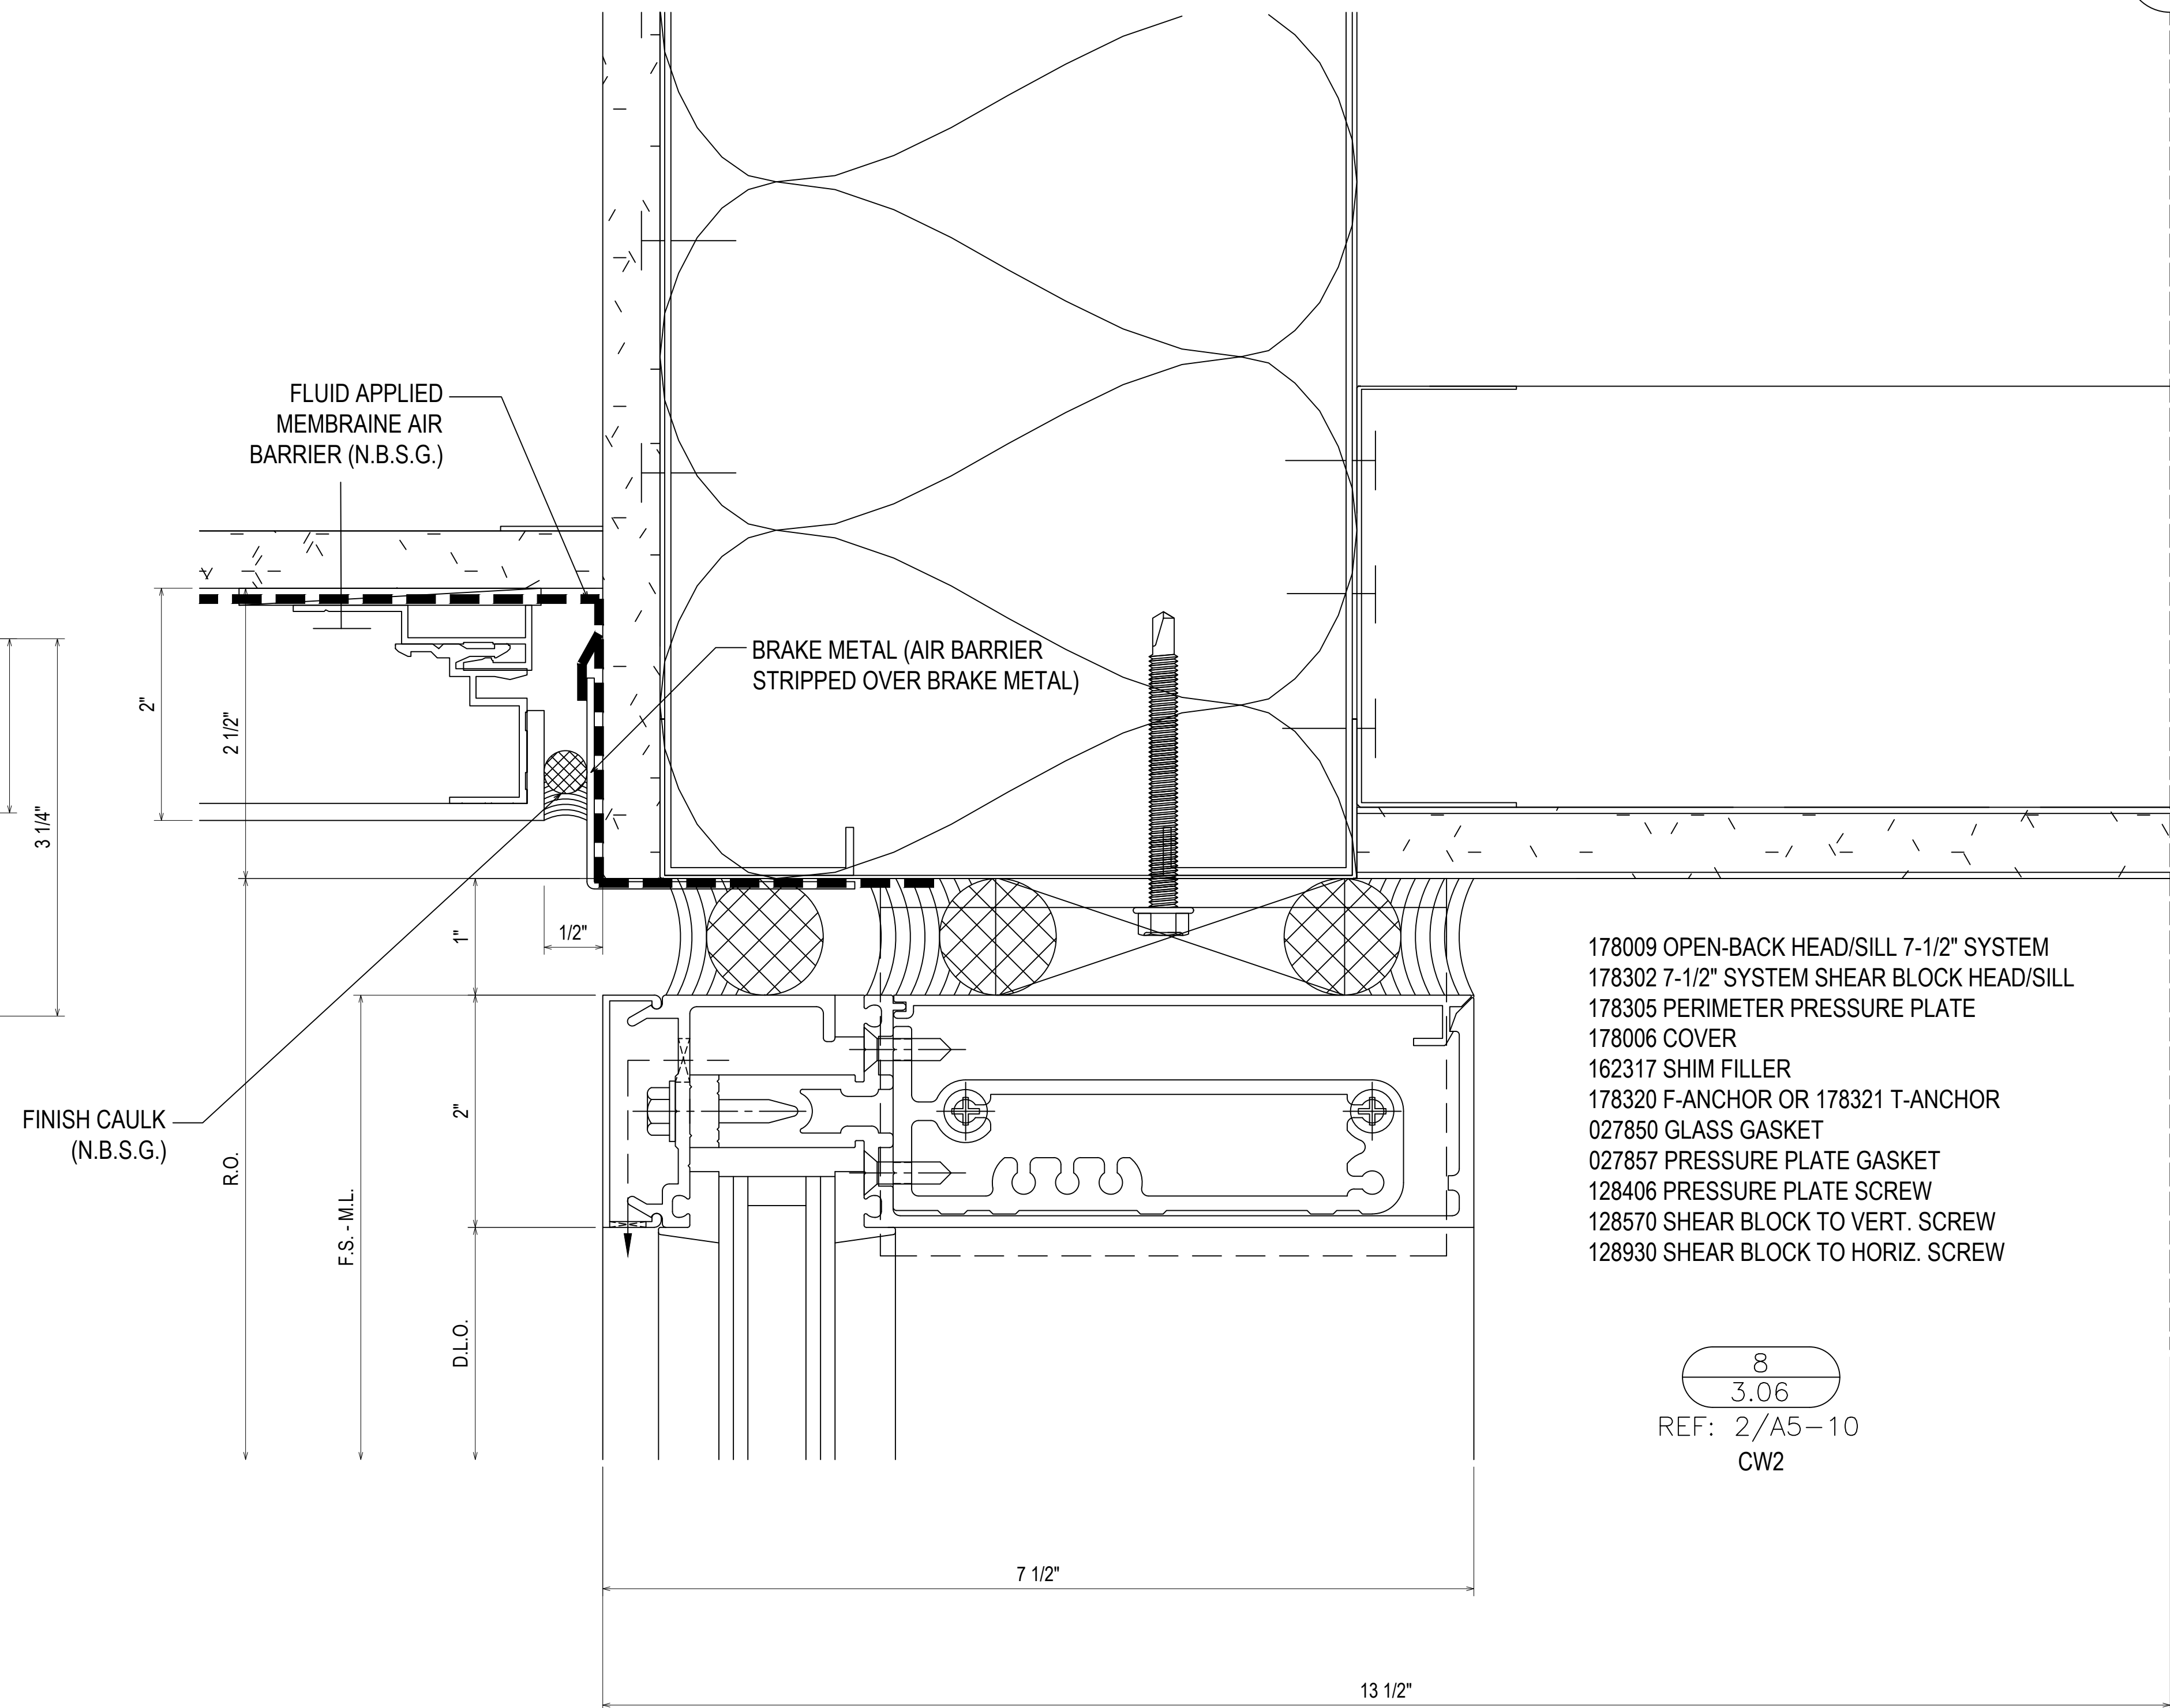 FLUID APPLIED
MEMBRAINE AIR
BARRIER (N.B.S.G.)
BRAKE METAL (AIR BARRIER
STRIPPED OVER BRAKE METAL)
2"
2 1/2"
3 1/4"
1"
1/2"
2"
FINISH CAULK
(N.B.S.G.)
R.O.
F.S. - M.L.
D.L.O.
178009 OPEN-BACK HEAD/SILL 7-1/2" SYSTEM
178302 7-1/2" SYSTEM SHEAR BLOCK HEAD/SILL
178305 PERIMETER PRESSURE PLATE
178006 COVER
162317 SHIM FILLER
178320 F-ANCHOR OR 178321 T-ANCHOR
027850 GLASS GASKET
027857 PRESSURE PLATE GASKET
128406 PRESSURE PLATE SCREW
128570 SHEAR BLOCK TO VERT. SCREW
128930 SHEAR BLOCK TO HORIZ. SCREW
8
3.06
REF: 2/A5-10
CW2
7 1/2"
13 1/2"